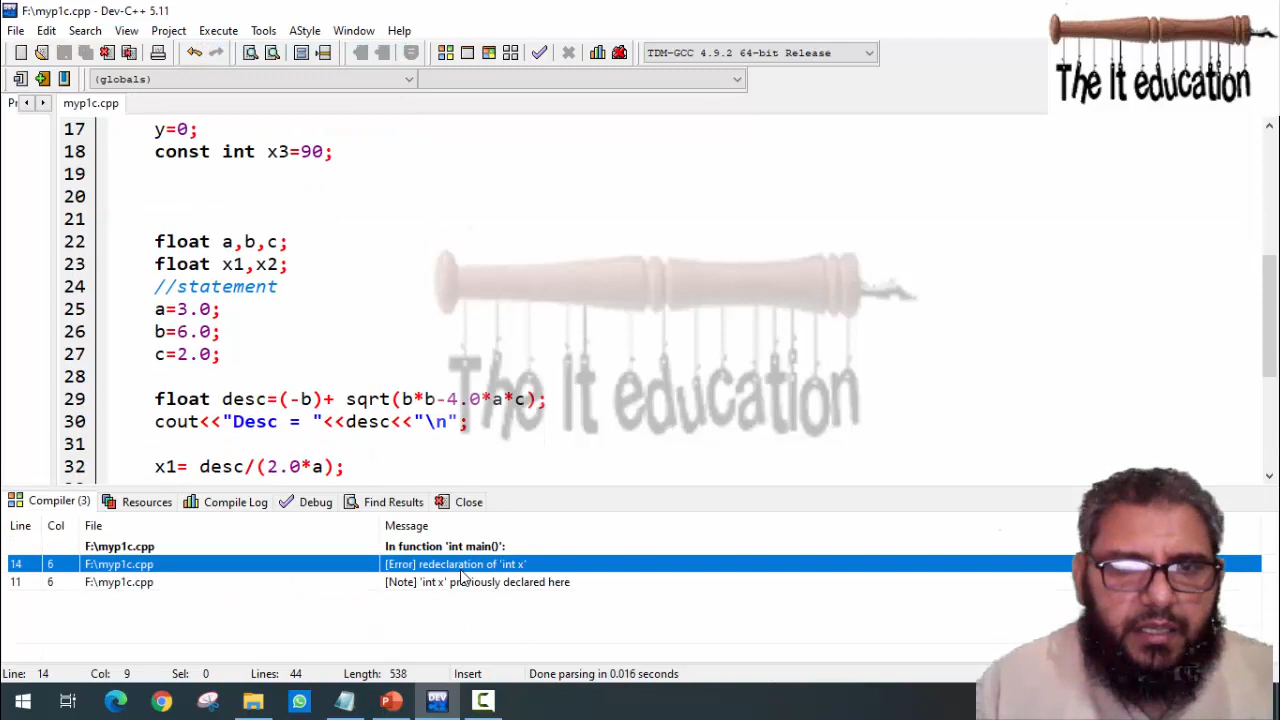 F:\myp1c.cpp - Dev-C++ 5.11
File Edit Search View Project Execute Tools AStyle Window Help
TDM-GCC 4.9.2 64-bit Release
(globals)
The It education
Pr myp1c.cpp
17 y=0;
18 const int x3=90;
19
20
21
22 float a,b,c;
23 float x1,x2;
24 //statement
25 a=3.0;
26 b=6.0;
27 c=2.0;
28
29 float desc=(-b)+ sqrt(b*b-4.0*a*c);
30 cout<<"Desc = "<<desc<<"\n";
31
32 x1= desc/(2.0*a);
The It education
Compiler (3) Resources Compile Log Debug Find Results Close
Line Col File Message
F:\myp1c.cpp In function 'int main()':
14 6 F:\myp1c.cpp [Error] redeclaration of 'int x'
11 6 F:\myp1c.cpp [Note] 'int x' previously declared here
Line: 14 Col: 9 Sel: 0 Lines: 44 Length: 538 Insert Done parsing in 0.016 seconds
DEV